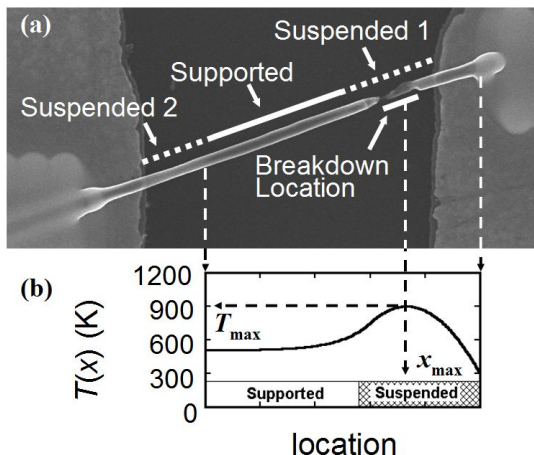 (a)
Suspended 1
Supported
Suspended 2
Breakdown
Location
(b)
1200
900
600
300
0
T(x) (K)
Tmax
xmax
Supported
Suspended
location